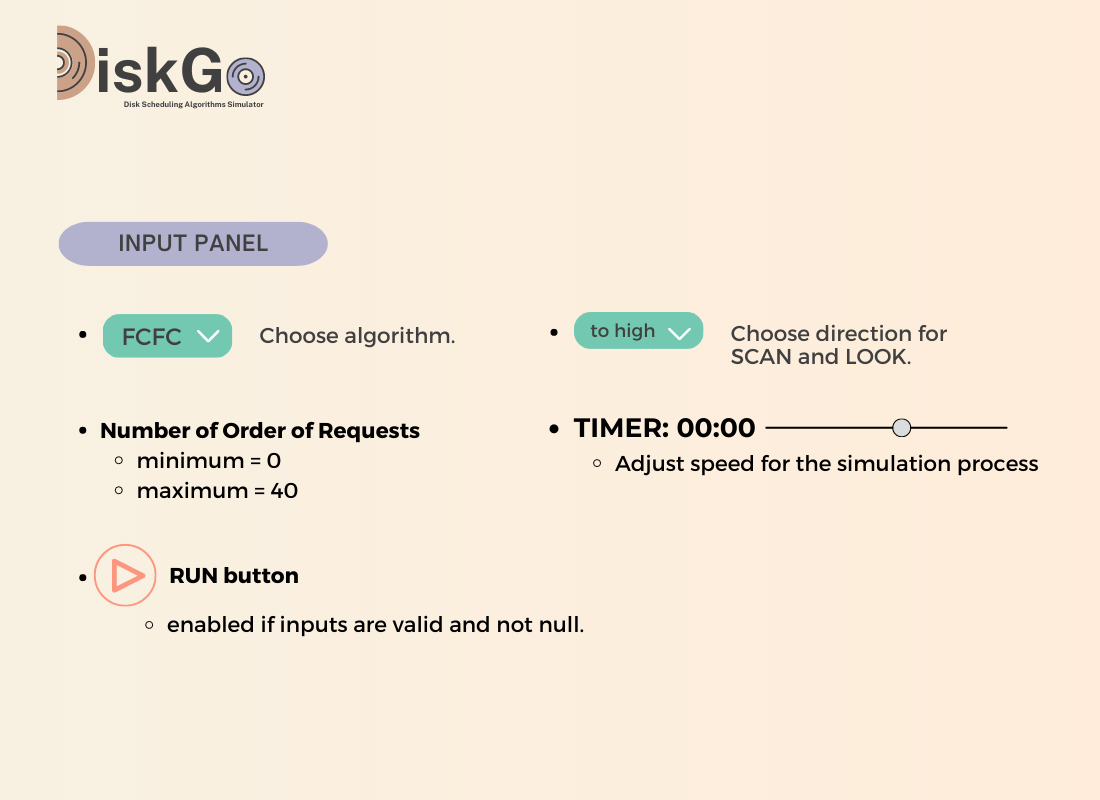 DiskGo
Disk Scheduling Algorithms Simulator
INPUT PANEL
FCFC
Choose algorithm.
to high
Choose direction for
SCAN and LOOK.
Number of Order of Requests
minimum = 0
maximum = 40
TIMER: 00:00
Adjust speed for the simulation process
RUN button
enabled if inputs are valid and not null.